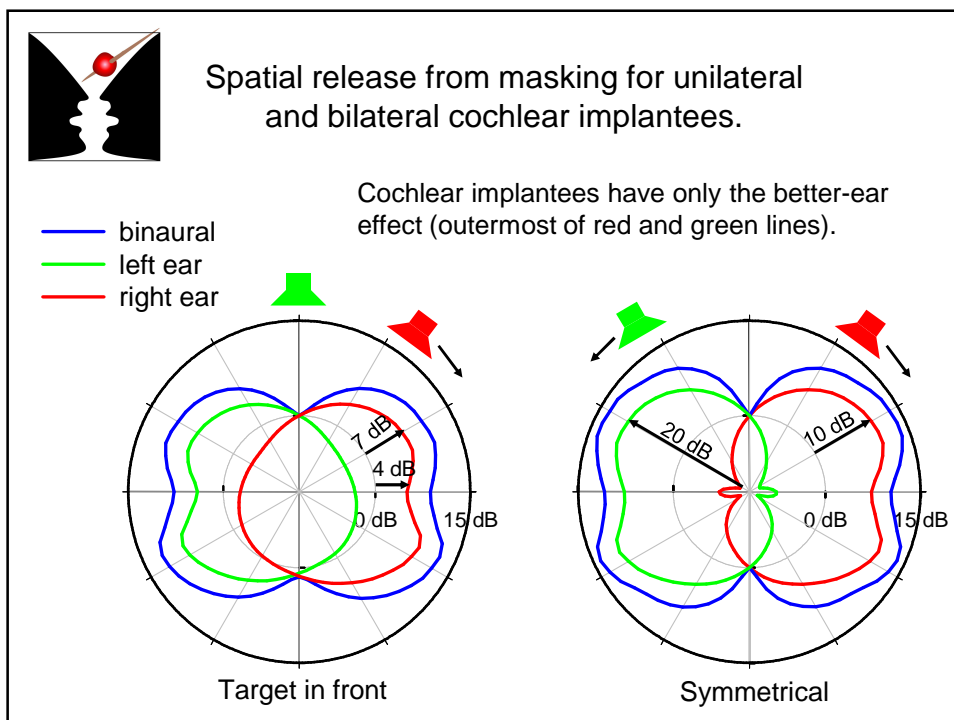 Spatial release from masking for unilateral
and bilateral cochlear implantees.
Cochlear implantees have only the better-ear
effect (outermost of red and green lines).
binaural
left ear
right ear
7 dB
4 dB
0 dB
15 dB
20 dB
10 dB
0 dB
15 dB
Target in front
Symmetrical